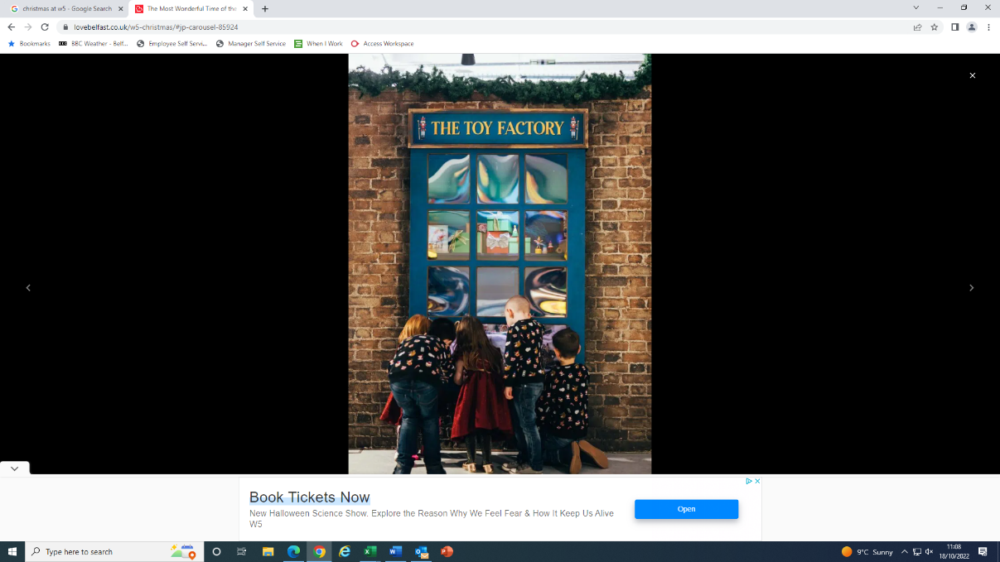 christmas at w5 - Google Search
The Most Wonderful Time of the
lovebelfast.co.uk/w5-christmas/#jp-carousel-85924
Bookmarks
BBC Weather - Belf...
Employee Self Servi...
Manager Self Service
When I Work
Access Workspace
THE TOY FACTORY
Book Tickets Now
New Halloween Science Show. Explore the Reason Why We Feel Fear & How It Keep Us Alive
W5
Open
Type here to search
9°C Sunny
11:08
18/10/2022